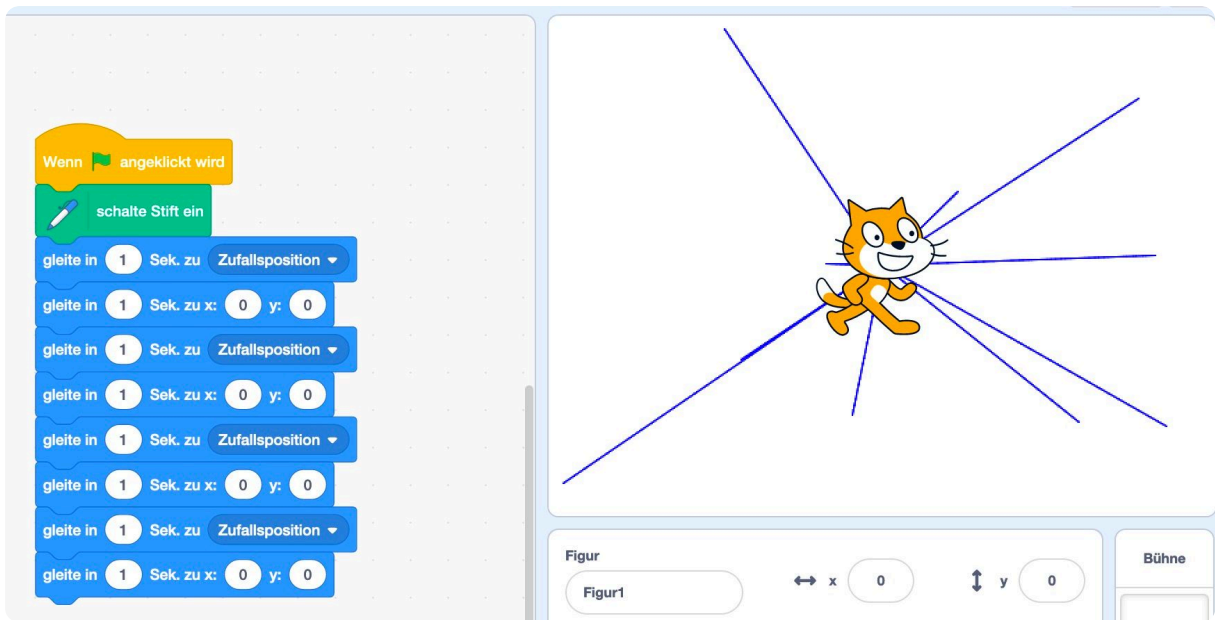 Wenn angeklickt wird
schalte Stift ein
gleite in 1 Sek. zu Zufallsposition
gleite in 1 Sek. zu x: 0 y: 0
gleite in 1 Sek. zu Zufallsposition
gleite in 1 Sek. zu x: 0 y: 0
gleite in 1 Sek. zu Zufallsposition
gleite in 1 Sek. zu x: 0 y: 0
gleite in 1 Sek. zu Zufallsposition
gleite in 1 Sek. zu x: 0 y: 0
Figur
Figur1
x 0
y 0
Bühne